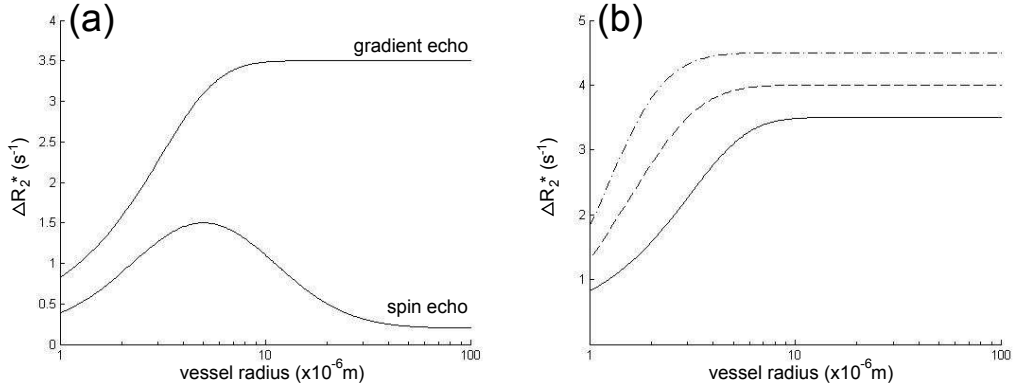 (a)
4
3.5
3
2.5
2
1.5
1
0.5
0
ΔR₂* (s⁻¹)
gradient echo
spin echo
1 10 100
vessel radius (x10⁻⁶m)
(b)
5
4
3
2
1
ΔR₂* (s⁻¹)
1 10 100
vessel radius (x10⁻⁶m)